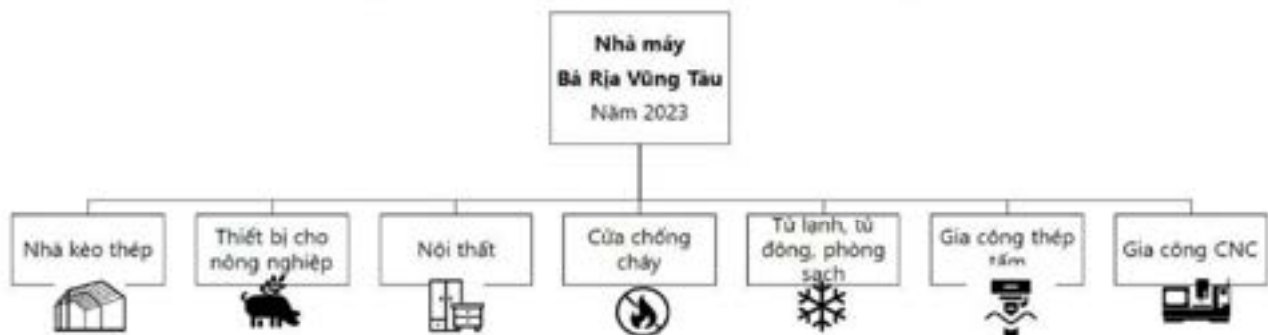 Nhà máy
Bà Rịa Vũng Tàu
Năm 2023
Nhà kèo thép
Thiết bị cho
nông nghiệp
Nội thất
Cửa chống
cháy
Tủ lạnh, tủ
đông, phòng
sạch
Gia công thép
tấm
Gia công CNC